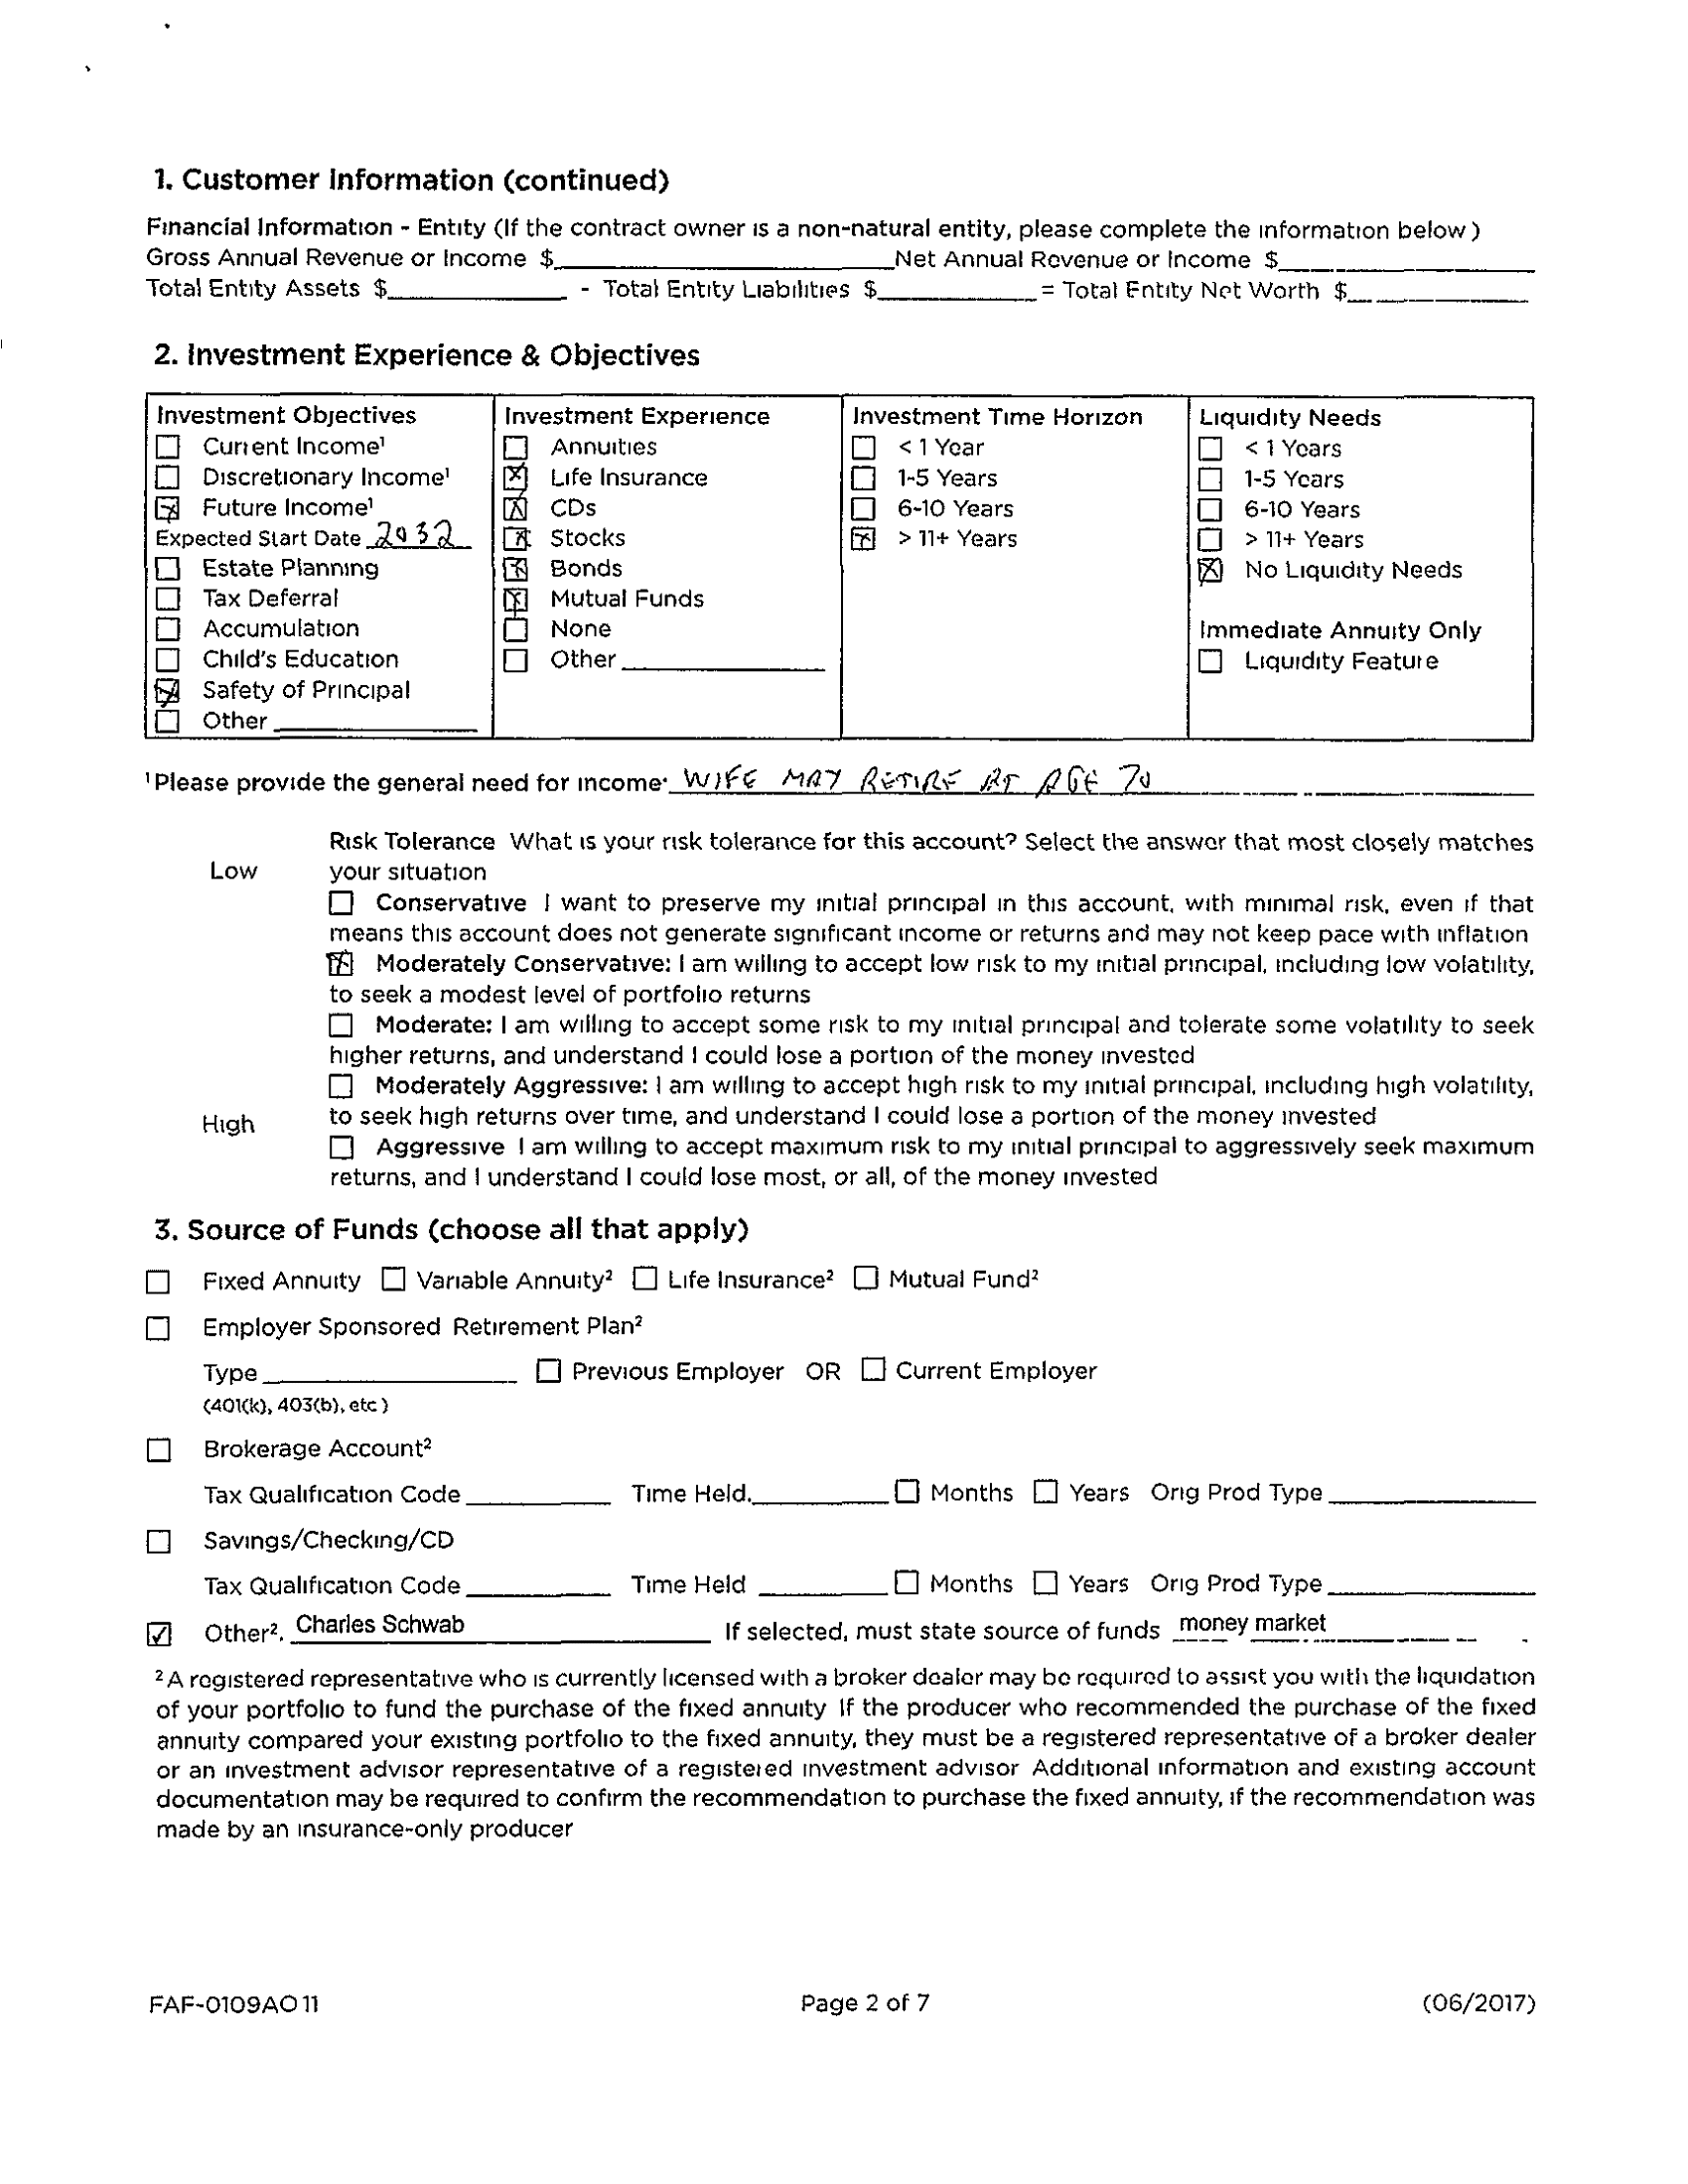 1. Customer Information (continued)
Financial Information - Entity (If the contract owner is a non-natural entity, please complete the information below)
Gross Annual Revenue or Income $ Net Annual Revenue or Income $
Total Entity Assets $ - Total Entity Liabilities $ = Total Entity Net Worth $
2. Investment Experience & Objectives
Investment Objectives
☐ Current Income¹
☐ Discretionary Income¹
☒ Future Income¹
Expected Start Date 2032
☐ Estate Planning
☐ Tax Deferral
☐ Accumulation
☐ Child's Education
☒ Safety of Principal
☐ Other
Investment Experience
☐ Annuities
☒ Life Insurance
☒ CDs
☒ Stocks
☒ Bonds
☒ Mutual Funds
☐ None
☐ Other
Investment Time Horizon
☐ < 1 Year
☐ 1-5 Years
☐ 6-10 Years
☒ > 11+ Years
Liquidity Needs
☐ < 1 Years
☐ 1-5 Years
☐ 6-10 Years
☐ > 11+ Years
☒ No Liquidity Needs
Immediate Annuity Only
☐ Liquidity Feature
¹ Please provide the general need for income: WIFE MAY RETIRE AT AGE 70
Risk Tolerance What is your risk tolerance for this account? Select the answer that most closely matches
Low your situation
☐ Conservative I want to preserve my initial principal in this account, with minimal risk, even if that
means this account does not generate significant income or returns and may not keep pace with inflation
☒ Moderately Conservative: I am willing to accept low risk to my initial principal, including low volatility,
to seek a modest level of portfolio returns
☐ Moderate: I am willing to accept some risk to my initial principal and tolerate some volatility to seek
higher returns, and understand I could lose a portion of the money invested
☐ Moderately Aggressive: I am willing to accept high risk to my initial principal, including high volatility,
High to seek high returns over time, and understand I could lose a portion of the money invested
☐ Aggressive I am willing to accept maximum risk to my initial principal to aggressively seek maximum
returns, and I understand I could lose most, or all, of the money invested
3. Source of Funds (choose all that apply)
☐ Fixed Annuity ☐ Variable Annuity² ☐ Life Insurance² ☐ Mutual Fund²
☐ Employer Sponsored Retirement Plan²
Type ☐ Previous Employer OR ☐ Current Employer
(401(k), 403(b), etc )
☐ Brokerage Account²
Tax Qualification Code Time Held. ☐ Months ☐ Years Orig Prod Type
☐ Savings/Checking/CD
Tax Qualification Code Time Held ☐ Months ☐ Years Orig Prod Type
☑ Other². Charles Schwab If selected, must state source of funds money market
² A registered representative who is currently licensed with a broker dealer may be required to assist you with the liquidation
of your portfolio to fund the purchase of the fixed annuity If the producer who recommended the purchase of the fixed
annuity compared your existing portfolio to the fixed annuity, they must be a registered representative of a broker dealer
or an investment advisor representative of a registered investment advisor Additional information and existing account
documentation may be required to confirm the recommendation to purchase the fixed annuity, if the recommendation was
made by an insurance-only producer
FAF-0109AO 11 Page 2 of 7 (06/2017)